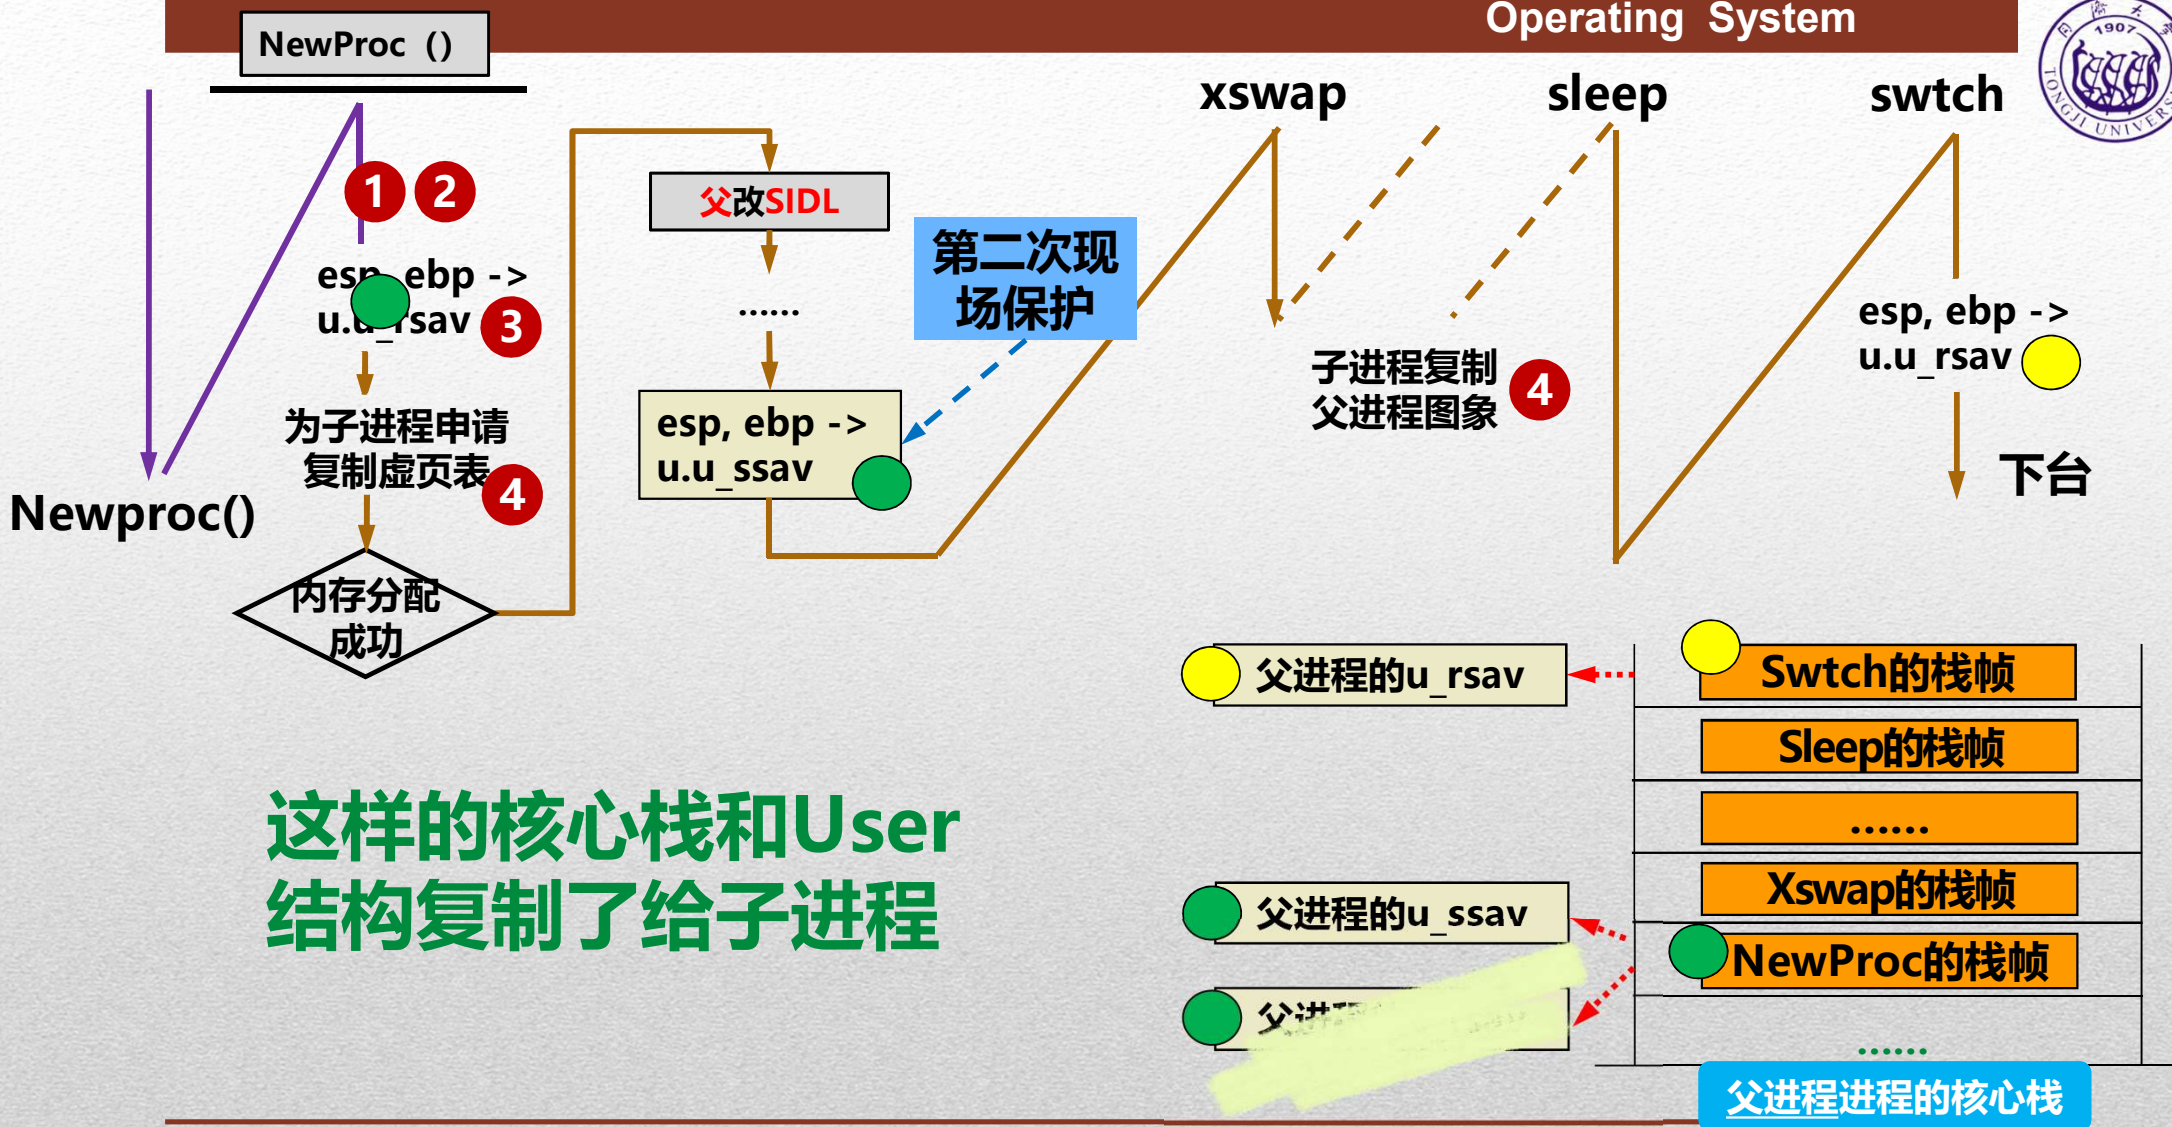 Operating System
NewProc ()
1907
TONGJI UNIVERS
xswap
sleep
swtch
1
2
父改SIDL
第二次现
场保护
esp, ebp ->
u.u_rsav
3
......
esp, ebp ->
u.u_rsav
为子进程申请
复制虚页表
4
esp, ebp ->
u.u_ssav
子进程复制
父进程图象
4
下台
Newproc()
内存分配
成功
父进程的u_rsav
Swtch的栈帧
Sleep的栈帧
......
这样的核心栈和User
结构复制了给子进程
Xswap的栈帧
父进程的u_ssav
NewProc的栈帧
父进
......
父进程进程的核心栈